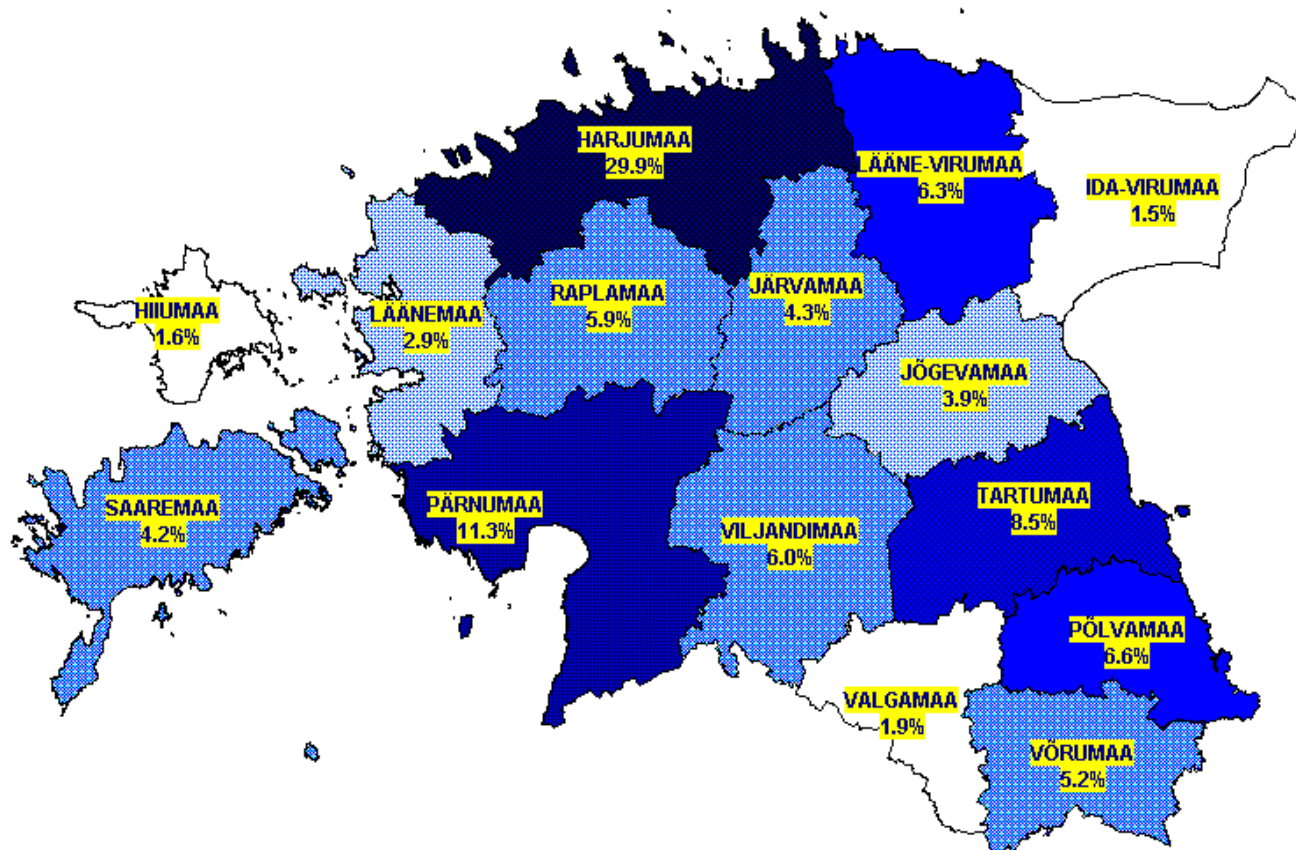 HARJUMAA
29.9%
LÄÄNE-VIRUMAA
6.3%
IDA-VIRUMAA
1.5%
HIIUMAA
1.6%
LÄÄNEMAA
2.9%
RAPLAMAA
5.9%
JÄRVAMAA
4.3%
JÕGEVAMAA
3.9%
SAAREMAA
4.2%
PÄRNUMAA
11.3%
VILJANDIMAA
6.0%
TARTUMAA
8.5%
PÕLVAMAA
6.6%
VALGAMAA
1.9%
VÕRUMAA
5.2%